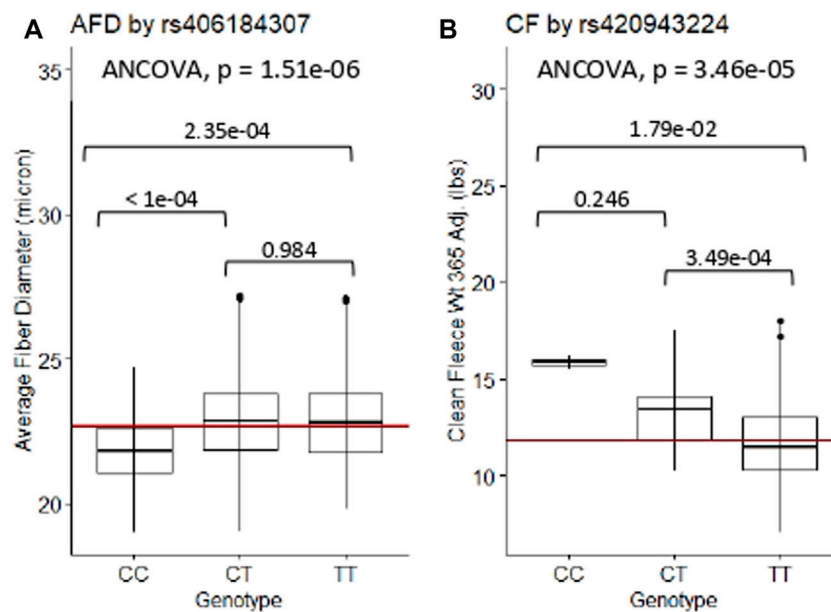 A AFD by rs406184307
ANCOVA, p = 1.51e-06
2.35e-04
< 1e-04
0.984
Average Fiber Diameter (micron)
35
30
25
20
CC CT TT
Genotype
B CF by rs420943224
ANCOVA, p = 3.46e-05
1.79e-02
0.246
3.49e-04
Clean Fleece Wt 365 Adj. (lbs)
30
25
20
15
10
CC CT TT
Genotype